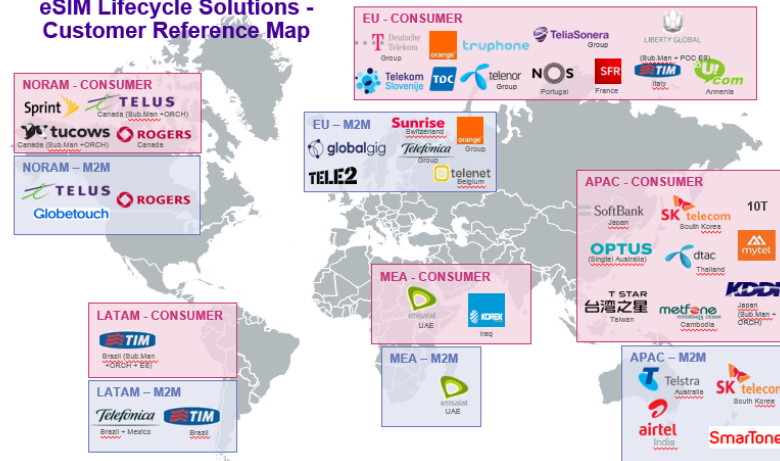 eSIM Lifecycle Solutions -
Customer Reference Map
NORAM - CONSUMER
Sprint
TELUS
Canada (Sub.Man +ORCH)
tucows
Canada (Sub.Man +ORCH)
ROGERS
Canada
NORAM – M2M
TELUS
ROGERS
Globetouch
LATAM - CONSUMER
TIM
Brazil (Sub.Man
+ORCH + ES)
LATAM – M2M
Telefónica
Brazil + Mexico
TIM
Brazil
EU - CONSUMER
Deutsche
Telekom
Group
orange
truphone
TeliaSonera
Group
LIBERTY GLOBAL
(Sub.Man + POC ES)
Telekom
Slovenije
TDC
telenor
Group
NOS
Portugal
SFR
France
TIM
Italy
U!
com
Armenia
EU – M2M
Sunrise
Switzerland
orange
Group
globalgig
Telefónica
Group
TELE2
telenet
Belgium
MEA - CONSUMER
etisalat
UAE
KOREK
Iraq
MEA – M2M
etisalat
UAE
APAC - CONSUMER
SoftBank
Japan
SK telecom
South Korea
10T
OPTUS
(Singtel Australia)
dtac
Thailand
mytel
T STAR
台湾之星
Taiwan
metfone
Cambodia
KDDI
Japan
(Sub.Man +
ORCH)
APAC – M2M
Telstra
Australia
SK teleco
South Korea
airtel
India
SmarTone